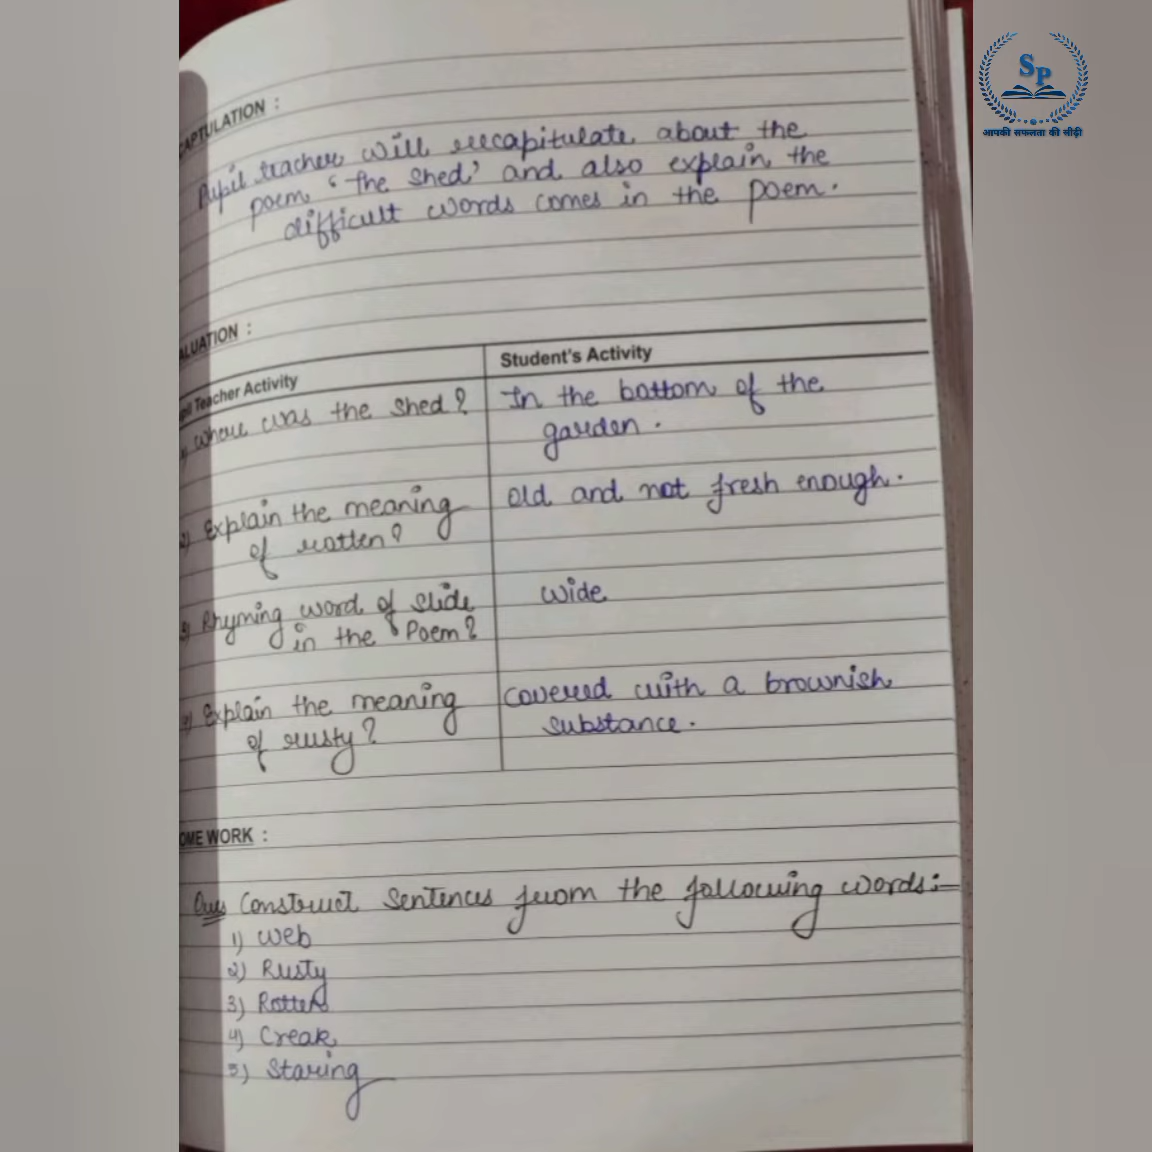 SP
आपकी सफलता की सीढ़ी
CAPTULATION :
Pupil teacher will recapitulate about the
poem 'The Shed' and also explain the
difficult words comes in the poem.
ALUATION :
pil Teacher Activity
Student's Activity
1) Where was the shed?
In the bottom of the
garden.
2) Explain the meaning
of rotten?
Old and not fresh enough.
3) Rhyming word of slide
in the Poem?
Wide
4) Explain the meaning
of rusty?
Covered with a brownish
substance.
OME WORK :
Ques Construct Sentences from the following words:-
1) Web
2) Rusty
3) Rotten
4) Creak
5) Staring